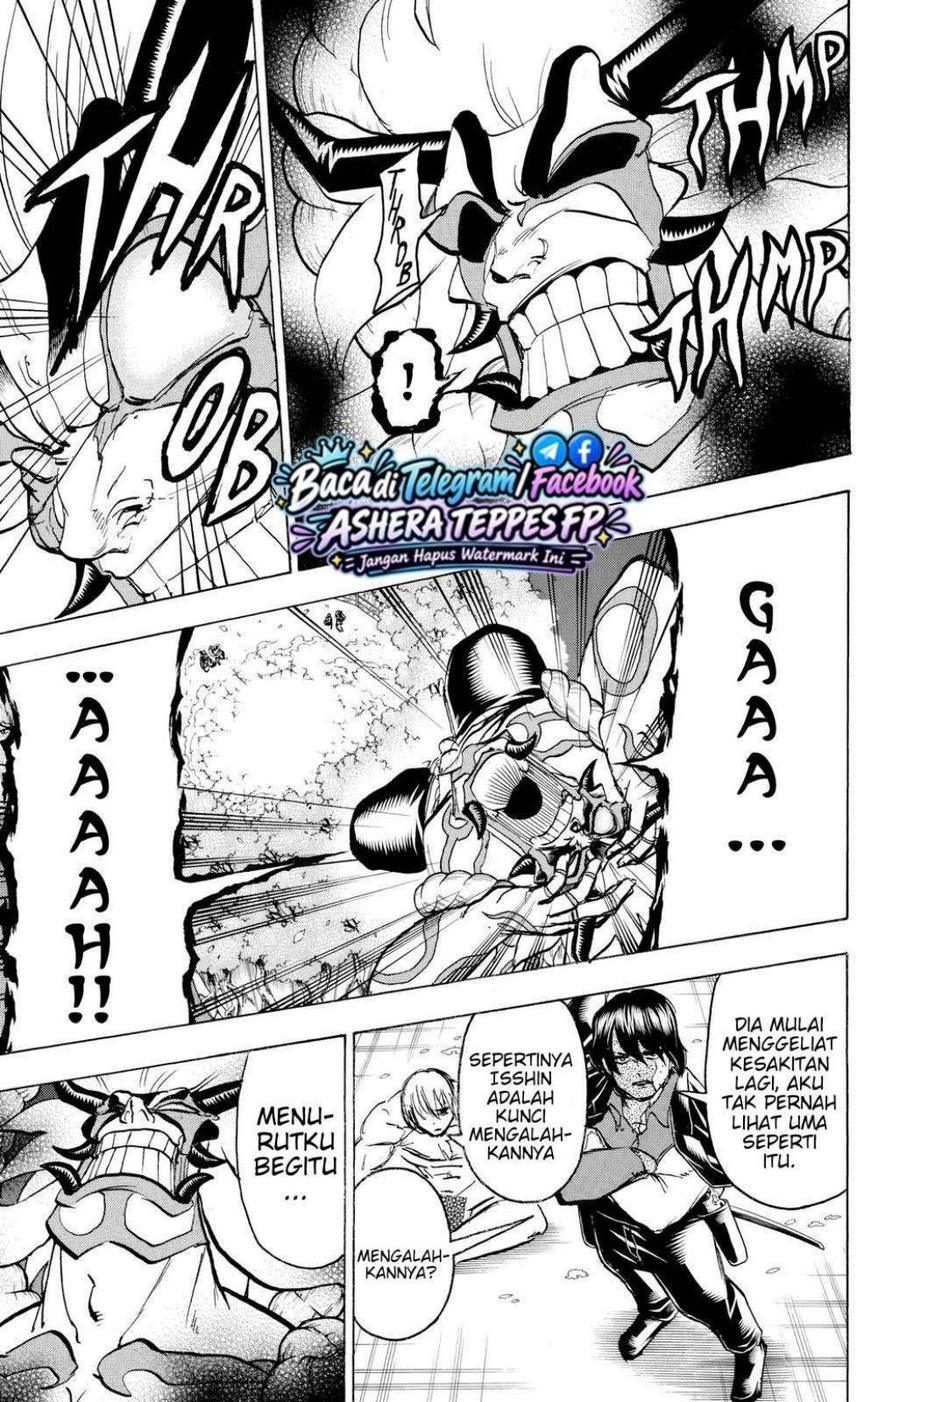 THMP
THMP
THROB
!
THR
OB
Baca di Telegram/Facebook
ASHERA TEPPES FP
Jangan Hapus Watermark Ini
GAAA...
...AAAAAH!!
DIA MULAI
MENGGELIAT
KESAKITAN
LAGI, AKU
TAK PERNAH
LIHAT UMA
SEPERTI
ITU.
SEPERTINYA
ISSHIN
ADALAH
KUNCI
MENGALAH-
KANNYA
MENGALAH-
KANNYA?
MENU-
RUTKU
BEGITU
...